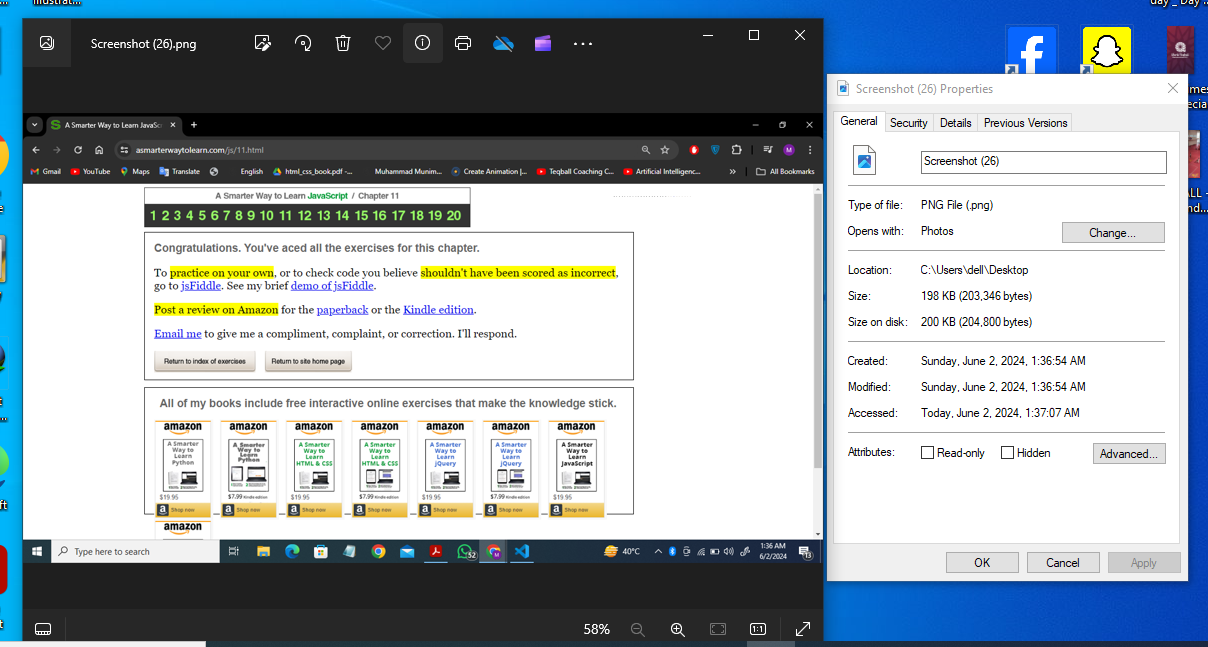 illustrat...
day _ Day ...
Screenshot (26).png
A Smarter Way to Learn JavaSc
asmarterwaytolearn.com/js/11.html
Gmail
YouTube
Maps
Translate
English
html_css_book.pdf -...
Muhammad Munim...
Create Animation |...
Teqball Coaching C...
Artificial Intelligenc...
»
All Bookmarks
A Smarter Way to Learn JavaScript / Chapter 11
1 2 3 4 5 6 7 8 9 10 11 12 13 14 15 16 17 18 19 20
Congratulations. You've aced all the exercises for this chapter.
To practice on your own, or to check code you believe shouldn't have been scored as incorrect,
go to jsFiddle. See my brief demo of jsFiddle.
Post a review on Amazon for the paperback or the Kindle edition.
Email me to give me a compliment, complaint, or correction. I'll respond.
Return to index of exercises
Return to site home page
All of my books include free interactive online exercises that make the knowledge stick.
amazon amazon amazon amazon amazon amazon amazon
A Smarter Way to Learn Python
A Smarter Way to Learn Python
A Smarter Way to Learn HTML & CSS
A Smarter Way to Learn HTML & CSS
A Smarter Way to Learn jQuery
A Smarter Way to Learn jQuery
A Smarter Way to Learn JavaScript
$19.95 $7.99 Kindle edition $19.95 $7.99 Kindle edition $19.95 $7.99 Kindle edition $19.95
a Shop now a Shop now a Shop now a Shop now a Shop now a Shop now a Shop now
amazon
Type here to search
52
M
40°C
1:36 AM
6/2/2024
13
58%
1:1
Screenshot (26) Properties
General
Security
Details
Previous Versions
Screenshot (26)
Type of file: PNG File (.png)
Opens with: Photos
Change...
Location: C:\Users\dell\Desktop
Size: 198 KB (203,346 bytes)
Size on disk: 200 KB (204,800 bytes)
Created: Sunday, June 2, 2024, 1:36:54 AM
Modified: Sunday, June 2, 2024, 1:36:54 AM
Accessed: Today, June 2, 2024, 1:37:07 AM
Attributes:
Read-only
Hidden
Advanced...
OK
Cancel
Apply